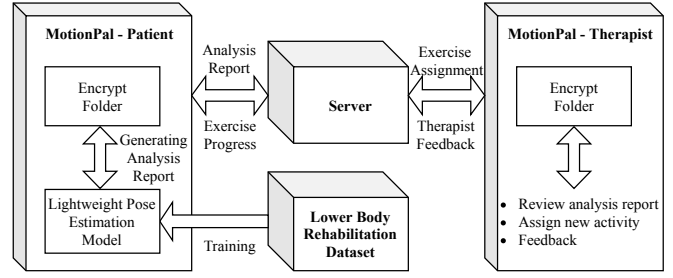 MotionPal - Patient
Encrypt
Folder
Generating
Analysis
Report
Lightweight Pose
Estimation
Model
Analysis
Report
Exercise
Progress
Server
Training
Lower Body
Rehabilitation
Dataset
Exercise
Assignment
Therapist
Feedback
MotionPal - Therapist
Encrypt
Folder
• Review analysis report
• Assign new activity
• Feedback